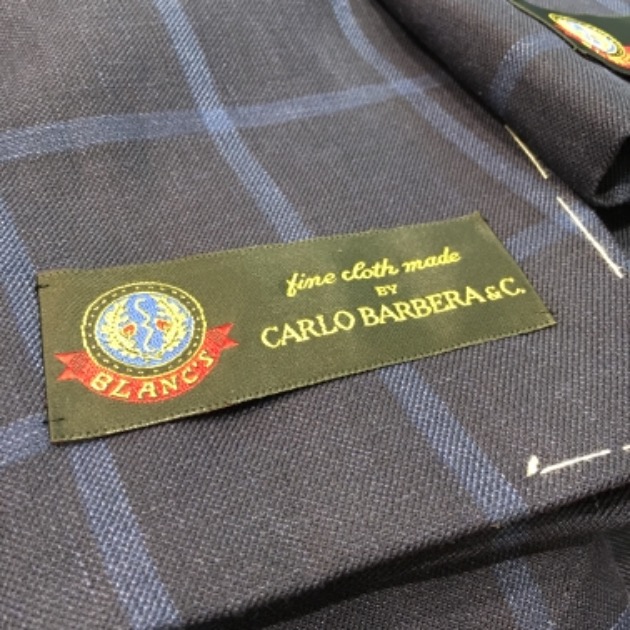 fine cloth made
BY
CARLO BARBERA & C.
BLANC'S